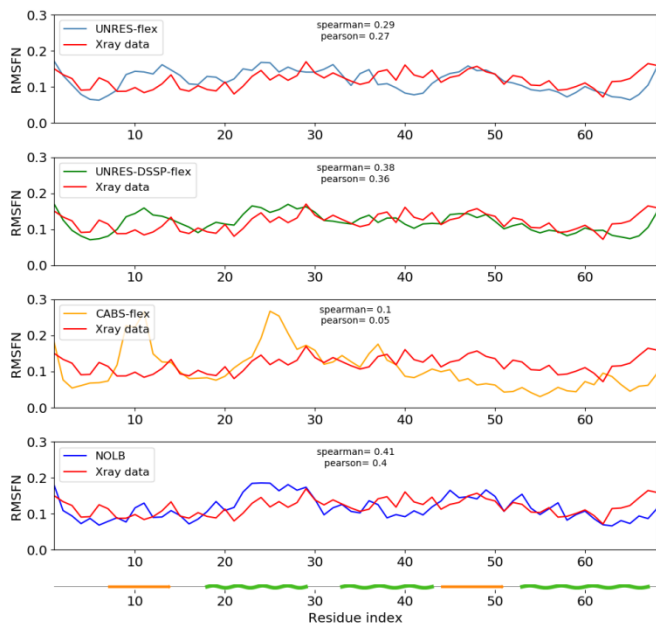 0.3
0.2
0.1
0.0
RMSFN
UNRES-flex
Xray data
spearman = 0.29
pearson = 0.27
10 20 30 40 50 60
0.3
0.2
0.1
0.0
RMSFN
UNRES-DSSP-flex
Xray data
spearman= 0.38
pearson = 0.36
10 20 30 40 50 60
0.3
0.2
0.1
0.0
RMSFN
CABS-flex
Xray data
spearman= 0.1
pearson = 0.05
10 20 30 40 50 60
0.3
0.2
0.1
0.0
RMSFN
NOLB
Xray data
spearman= 0.41
pearson= 0.4
10 20 30 40 50 60
10 20 30 40 50 60
Residue index